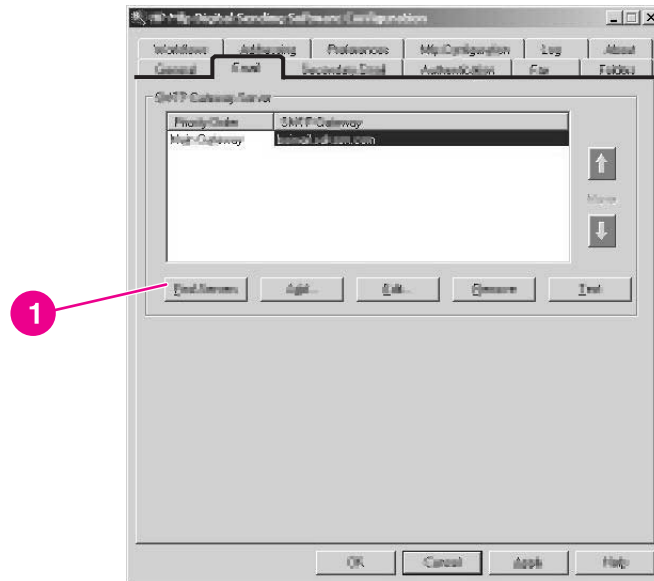 HP Mfp Digital Sending Software Configuration
Workflows Addressing Preferences Mfp Configuration Log About
General Email Secondary Email Authentication Fax Folders
SMTP Gateway Server
Priority Order SMTP Gateway
Main Gateway
Move
1
Find Servers Add... Edit... Remove Test
OK Cancel Apply Help